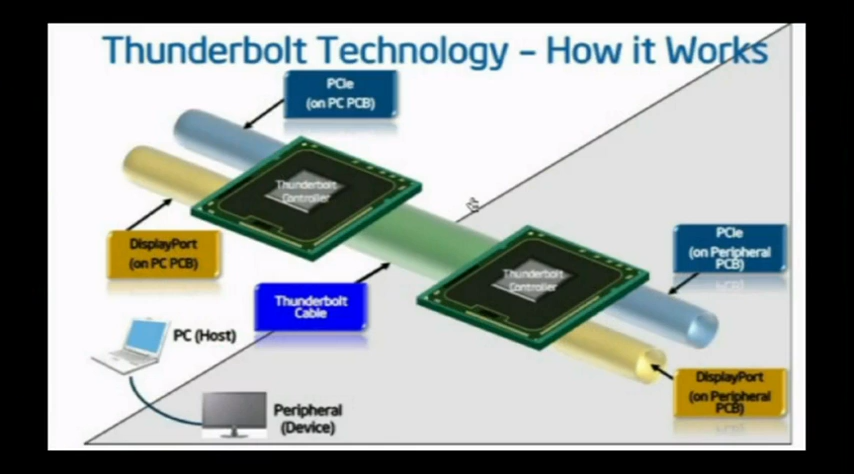 Thunderbolt Technology – How it Works
PCIe
(on PC PCB)
Thunderbolt
Controller
DisplayPort
(on PC PCB)
Thunderbolt
Cable
Thunderbolt
Controller
PCIe
(on Peripheral
PCB)
PC (Host)
DisplayPort
(on Peripheral
PCB)
Peripheral
(Device)